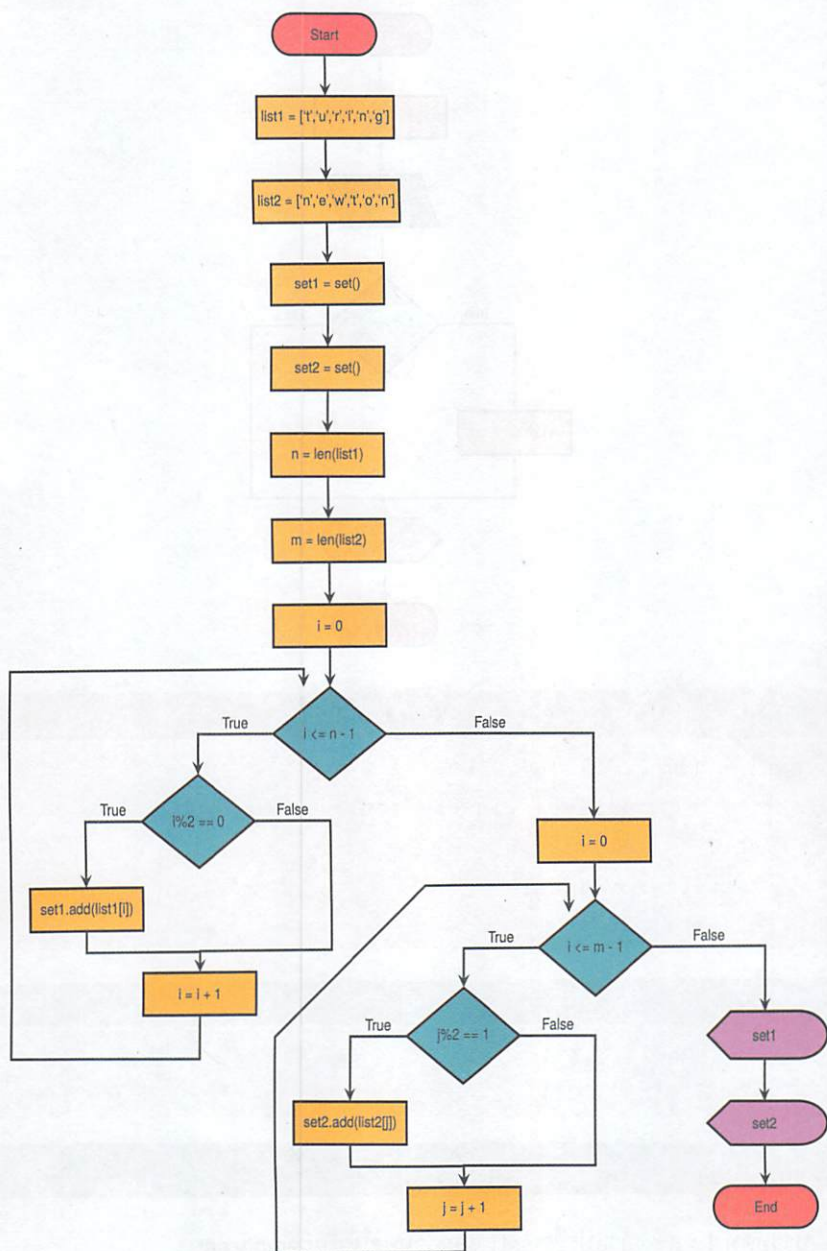 Start
list1 = ['t','u','r','i','n','g']
list2 = ['n','e','w','t','o','n']
set1 = set()
set2 = set()
n = len(list1)
m = len(list2)
i = 0
i <= n - 1
True
False
i%2 == 0
True
False
set1.add(list1[i])
i = i + 1
i = 0
i <= m - 1
True
False
j%2 == 1
True
False
set2.add(list2[j])
j = j + 1
set1
set2
End